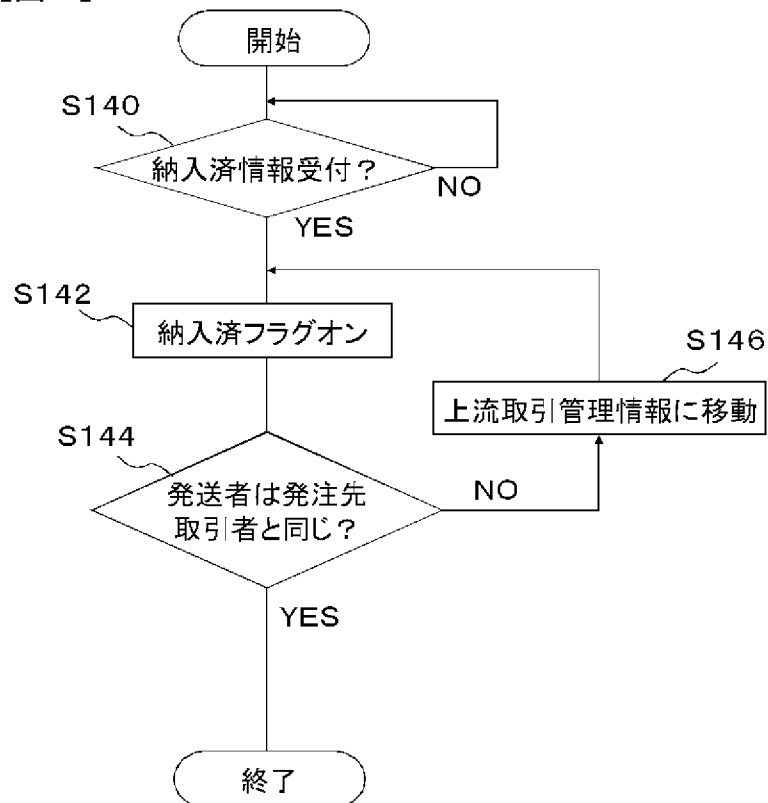 開始
S140
納入済情報受付？
NO
YES
S142
納入済フラグオン
S146
上流取引管理情報に移動
S144
発送者は発注先
取引者と同じ？
NO
YES
終了